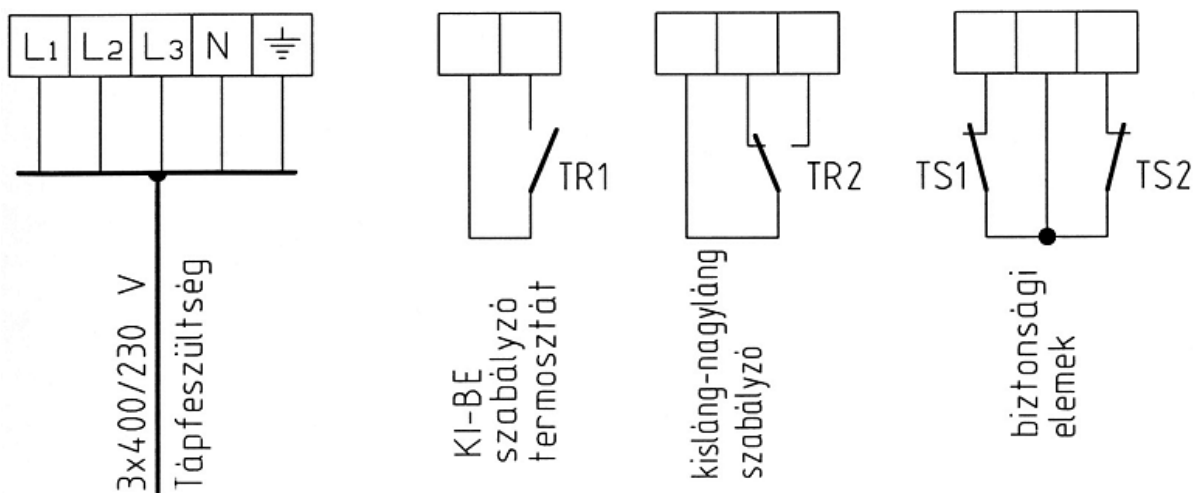 L1 L2 L3 N
TR1
TR2
TS1
TS2
3x400/230 V
Tápfeszültség
KI-BE
szabályzó
termosztát
kisláng-nagyláng
szabályzó
biztonsági
elemek